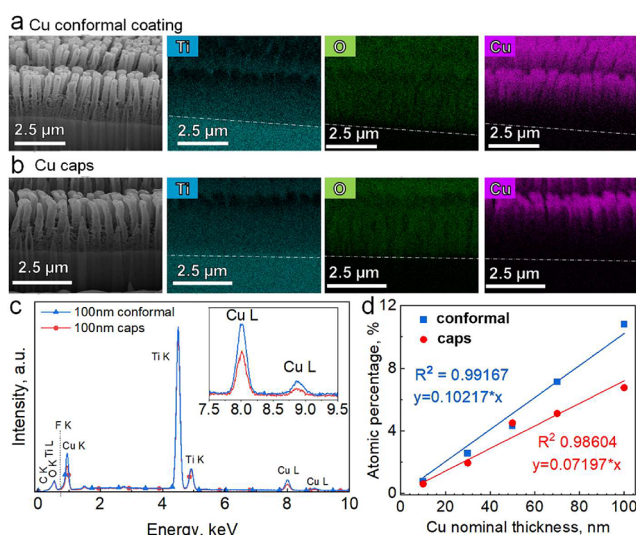 a Cu conformal coating
Ti
O
Cu
2.5 μm
2.5 μm
2.5 μm
2.5 μm
b Cu caps
Ti
O
Cu
2.5 μm
2.5 μm
2.5 μm
2.5 μm
c
100nm conformal
100nm caps
Cu L
Cu L
7.5 8.0 8.5 9.0 9.5
Ti K
C K
O K
Ti L
F K
Cu K
Ti K
Cu L
Cu L
Intensity, a.u.
0 2 4 6 8 10
Energy, keV
d
conformal
caps
R² = 0.99167
y=0.10217*x
R² 0.98604
y=0.07197*x
Atomic percentage, %
12
8
4
0
0 20 40 60 80 100
Cu nominal thickness, nm